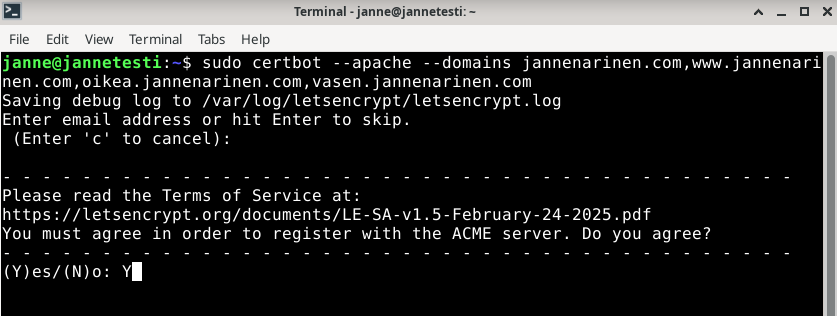 Terminal - janne@jannetesti: ~
File Edit View Terminal Tabs Help
janne@jannetesti:~$ sudo certbot --apache --domains jannenarinen.com,www.jannenari
nen.com,oikea.jannenarinen.com,vasen.jannenarinen.com
Saving debug log to /var/log/letsencrypt/letsencrypt.log
Enter email address or hit Enter to skip.
 (Enter 'c' to cancel):
- - - - - - - - - - - - - - - - - - - - - - - - - - - - - - - - - - - - - - - -
Please read the Terms of Service at:
https://letsencrypt.org/documents/LE-SA-v1.5-February-24-2025.pdf
You must agree in order to register with the ACME server. Do you agree?
- - - - - - - - - - - - - - - - - - - - - - - - - - - - - - - - - - - - - - - -
(Y)es/(N)o: Y